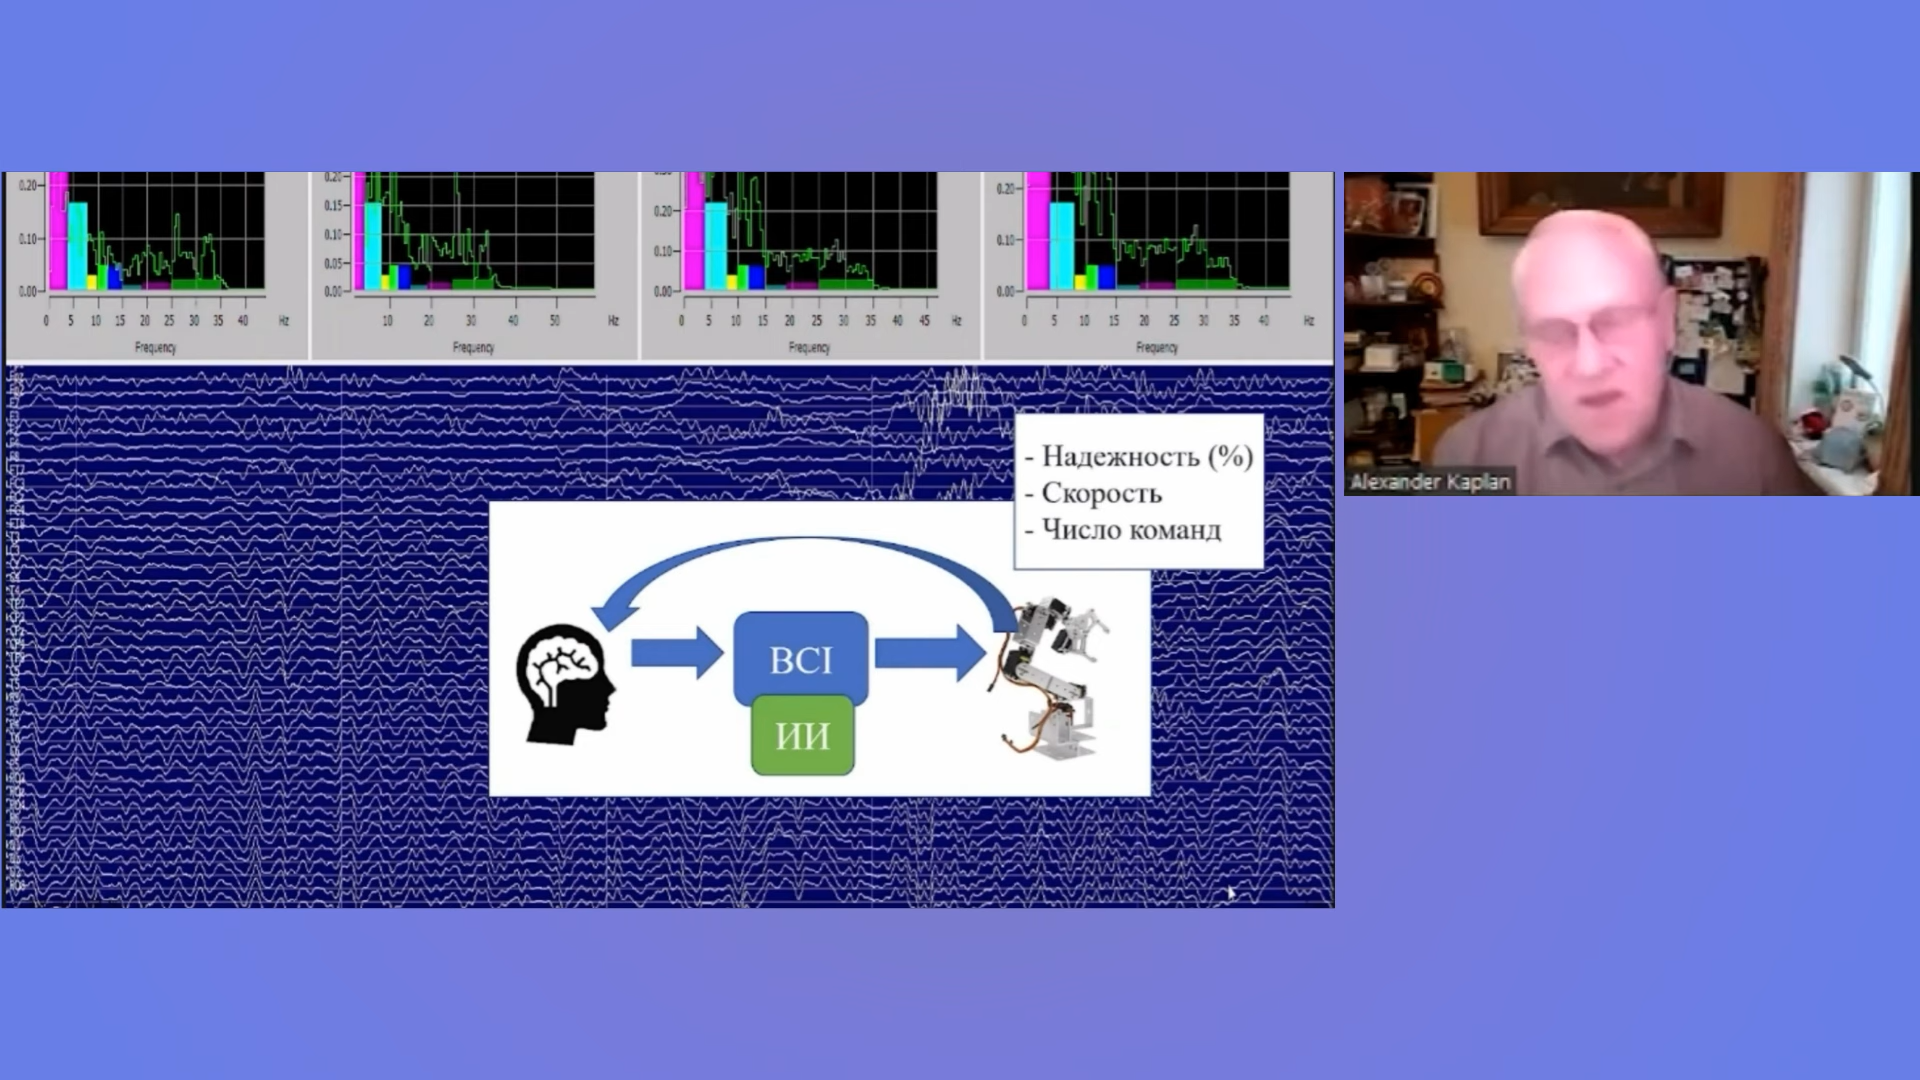 0.20
0.10
0.00
0 5 10 15 20 25 30 35 40 Hz
Frequency
0.20
0.15
0.10
0.05
0.00
10 20 30 40 50 Hz
Frequency
0.20
0.10
0.00
0 5 10 15 20 25 30 35 40 45 Hz
Frequency
0.20
0.10
0.00
0 5 10 15 20 25 30 35 40 Hz
Frequency
- Надежность (%)
- Скорость
- Число команд
BCI
ИИ
Alexander Kaplan